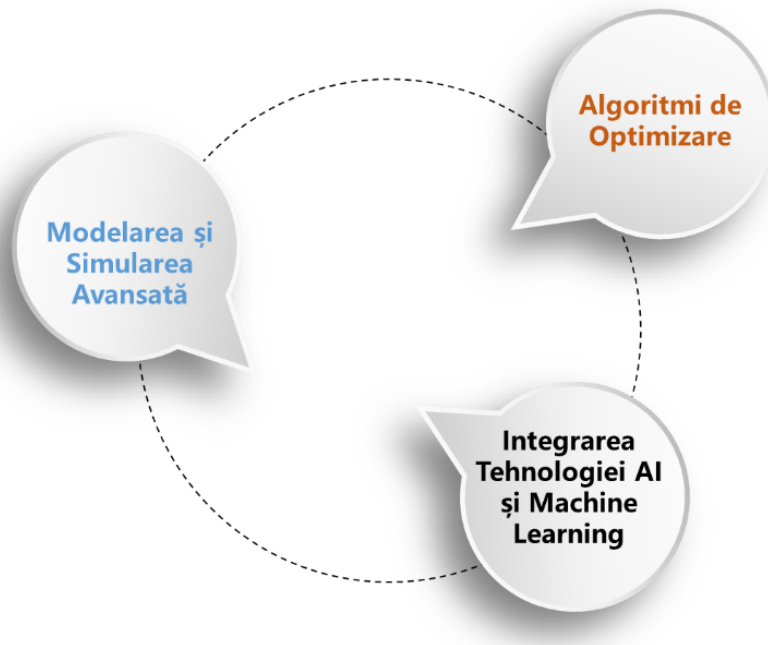 Algoritmi de
Optimizare
Modelarea și
Simularea
Avansată
Integrarea
Tehnologiei AI
și Machine
Learning